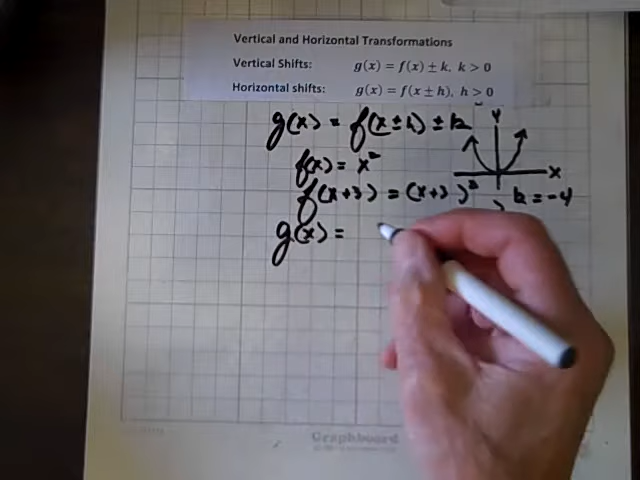 Vertical and Horizontal Transformations
Vertical Shifts: g(x) = f(x) ± k, k > 0
Horizontal shifts: g(x) = f(x ± h), h > 0
g(x) = f(x ± h) ± k
y
x
f(x) = x²
f(x+3) = (x+3)²
k = -4
g(x) =
Graphboard